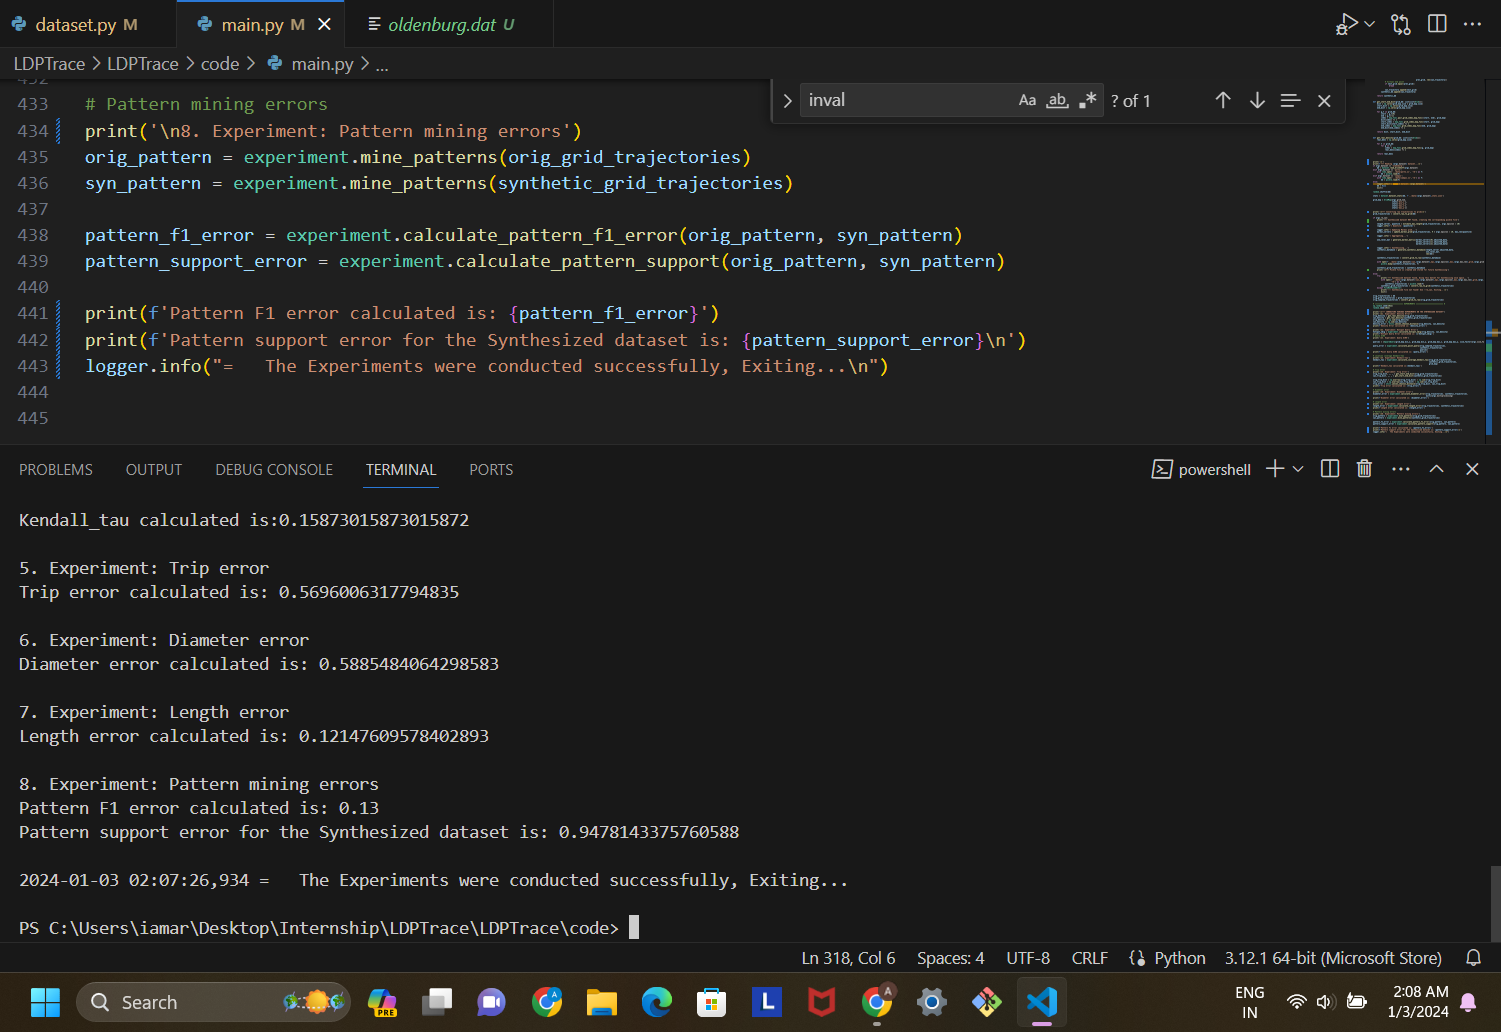 dataset.py M
main.py M
oldenburg.dat U
LDPTrace > LDPTrace > code > main.py > ...
inval
Aa ab .* ? of 1
432
433 # Pattern mining errors
434 print('\n8. Experiment: Pattern mining errors')
435 orig_pattern = experiment.mine_patterns(orig_grid_trajectories)
436 syn_pattern = experiment.mine_patterns(synthetic_grid_trajectories)
437
438 pattern_f1_error = experiment.calculate_pattern_f1_error(orig_pattern, syn_pattern)
439 pattern_support_error = experiment.calculate_pattern_support(orig_pattern, syn_pattern)
440
441 print(f'Pattern F1 error calculated is: {pattern_f1_error}')
442 print(f'Pattern support error for the Synthesized dataset is: {pattern_support_error}\n')
443 logger.info("=   The Experiments were conducted successfully, Exiting...\n")
444
445
PROBLEMS OUTPUT DEBUG CONSOLE TERMINAL PORTS
powershell
Kendall_tau calculated is:0.15873015873015872
5. Experiment: Trip error
Trip error calculated is: 0.5696006317794835
6. Experiment: Diameter error
Diameter error calculated is: 0.5885484064298583
7. Experiment: Length error
Length error calculated is: 0.12147609578402893
8. Experiment: Pattern mining errors
Pattern F1 error calculated is: 0.13
Pattern support error for the Synthesized dataset is: 0.9478143375760588
2024-01-03 02:07:26,934 =   The Experiments were conducted successfully, Exiting...
PS C:\Users\iamar\Desktop\Internship\LDPTrace\LDPTrace\code>
Ln 318, Col 6 Spaces: 4 UTF-8 CRLF Python 3.12.1 64-bit (Microsoft Store)
Search
PRE
L
A
A
ENG
IN
2:08 AM
1/3/2024